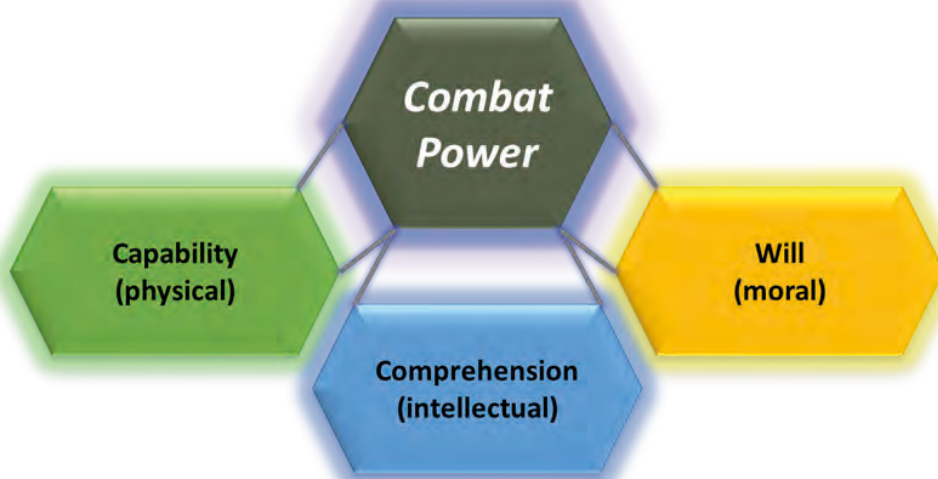 Combat
Power
Capability
(physical)
Will
(moral)
Comprehension
(intellectual)